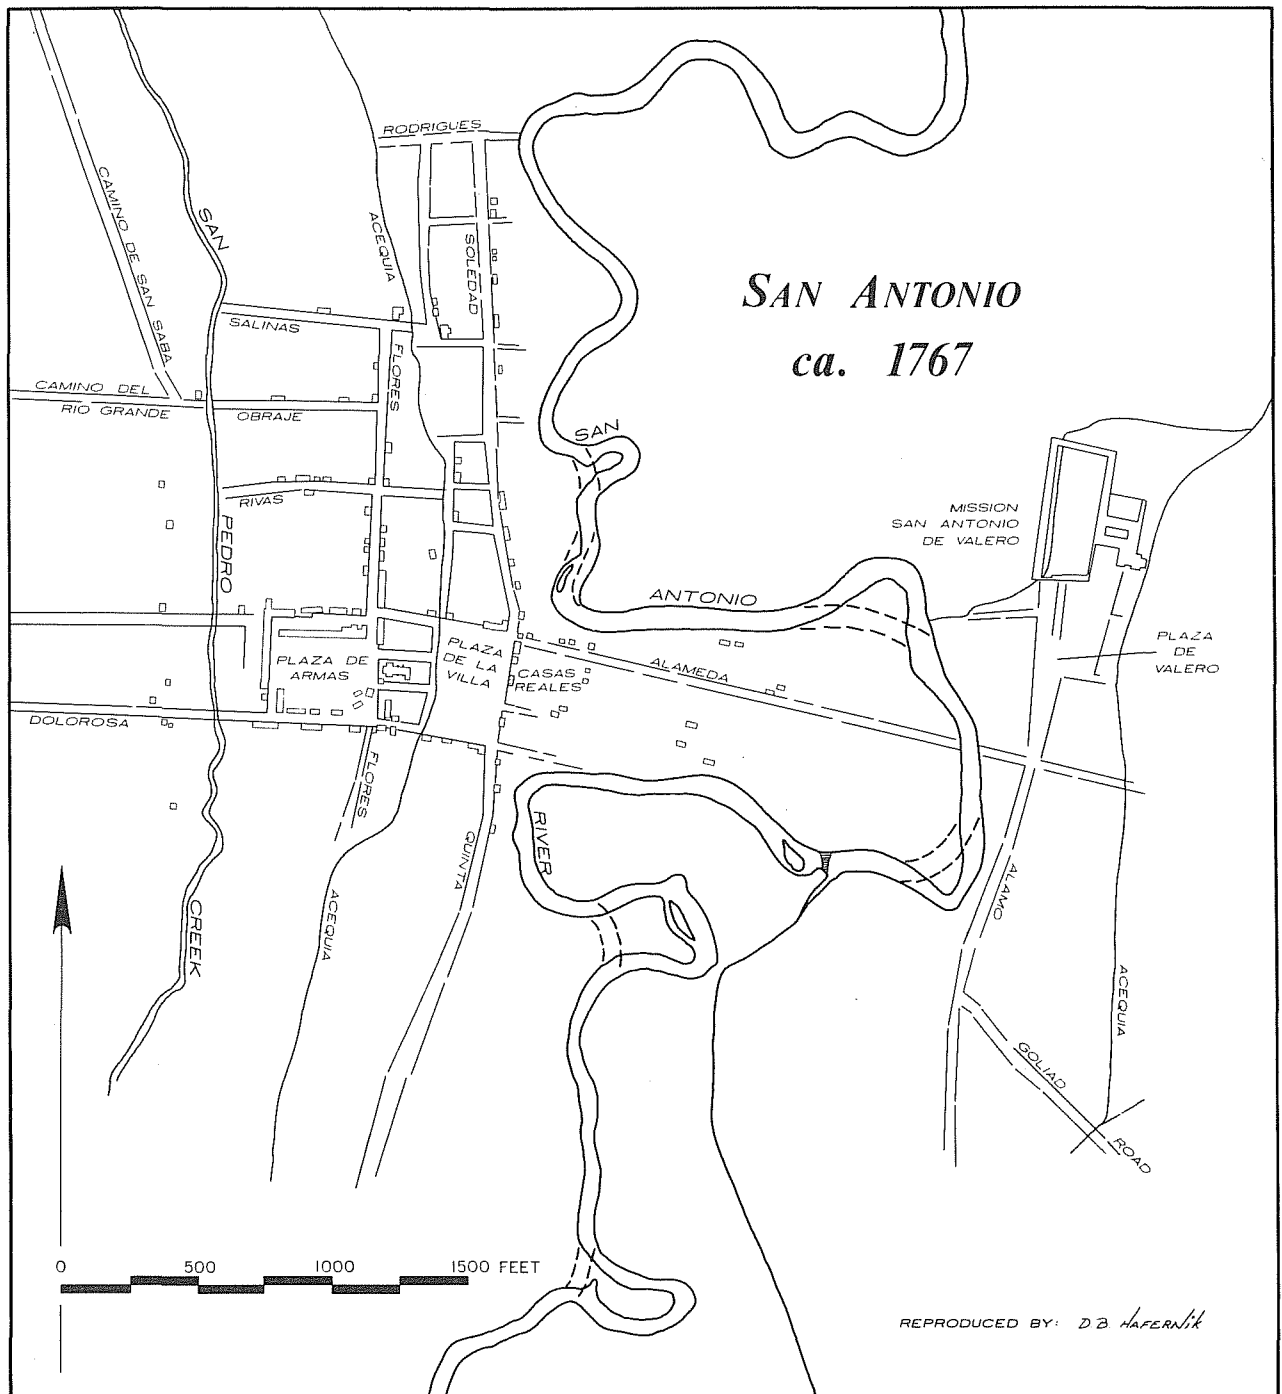 RODRIGUES
CAMINO DE SAN SABA
SAN
ACEQUIA
SOLEDAD
SAN ANTONIO
ca. 1767
SALINAS
FLORES
CAMINO DEL
RIO GRANDE
OBRAJE
SAN
RIVAS
PEDRO
MISSION
SAN ANTONIO
DE VALERO
ANTONIO
PLAZA
DE
VALERO
PLAZA DE
ARMAS
PLAZA
DE LA
VILLA
CASAS
REALES
ALAMEDA
DOLOROSA
FLORES
QUINTA
RIVER
ALAMO
CREEK
ACEQUIA
ACEQUIA
GOLIAD
ROAD
0 500 1000 1500 FEET
REPRODUCED BY: D B HAFERNIK